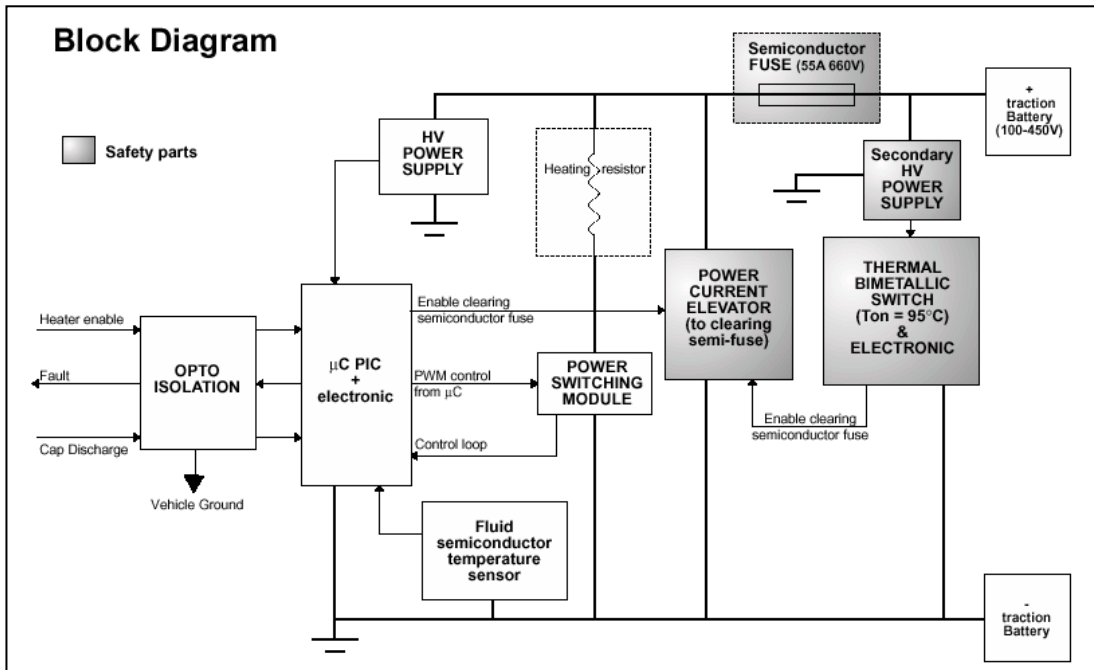 Block Diagram
Safety parts
Semiconductor
FUSE (55A 660V)
+
traction
Battery
(100-450V)
HV
POWER
SUPPLY
Heating resistor
Secondary
HV
POWER
SUPPLY
POWER
CURRENT
ELEVATOR
(to clearing
semi-fuse)
THERMAL
BIMETALLIC
SWITCH
(Ton = 95°C)
&
ELECTRONIC
Heater enable
Fault
Cap Discharge
OPTO
ISOLATION
Vehicle Ground
µC PIC
+
electronic
Enable clearing
semiconductor fuse
PWM control
from µC
Control loop
POWER
SWITCHING
MODULE
Enable clearing
semiconductor fuse
Fluid
semiconductor
temperature
sensor
-
traction
Battery